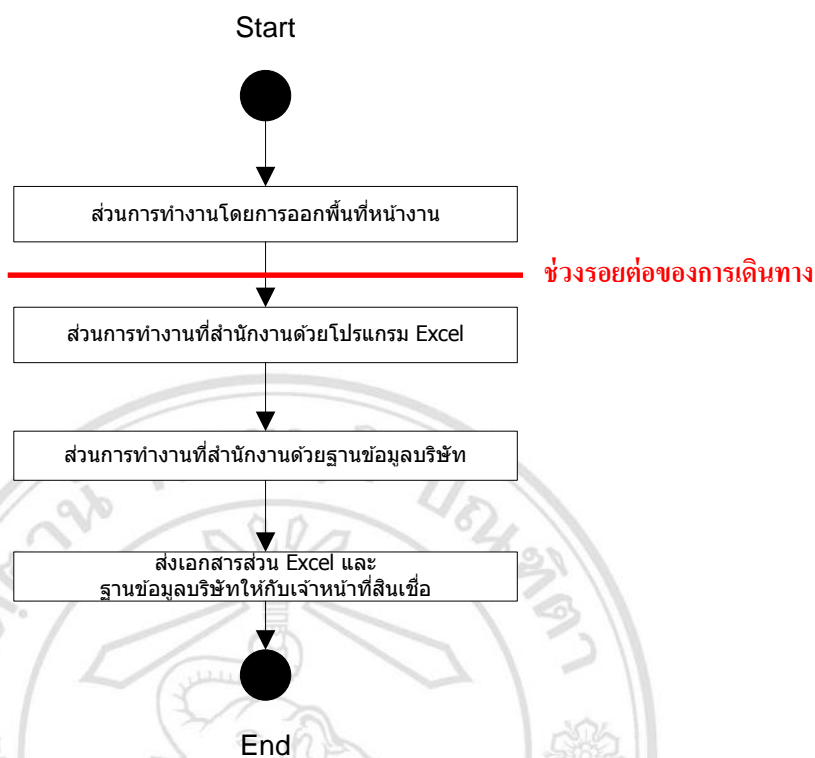 Start
ส่วนการทำงานโดยการออกพื้นที่หน้างาน
ช่วงรอยต่อของการเดินทาง
ส่วนการทำงานที่สำนักงานด้วยโปรแกรม Excel
ส่วนการทำงานที่สำนักงานด้วยฐานข้อมูลบริษัท
ส่งเอกสารส่วน Excel และ
ฐานข้อมูลบริษัทให้กับเจ้าหน้าที่สินเชื่อ
End